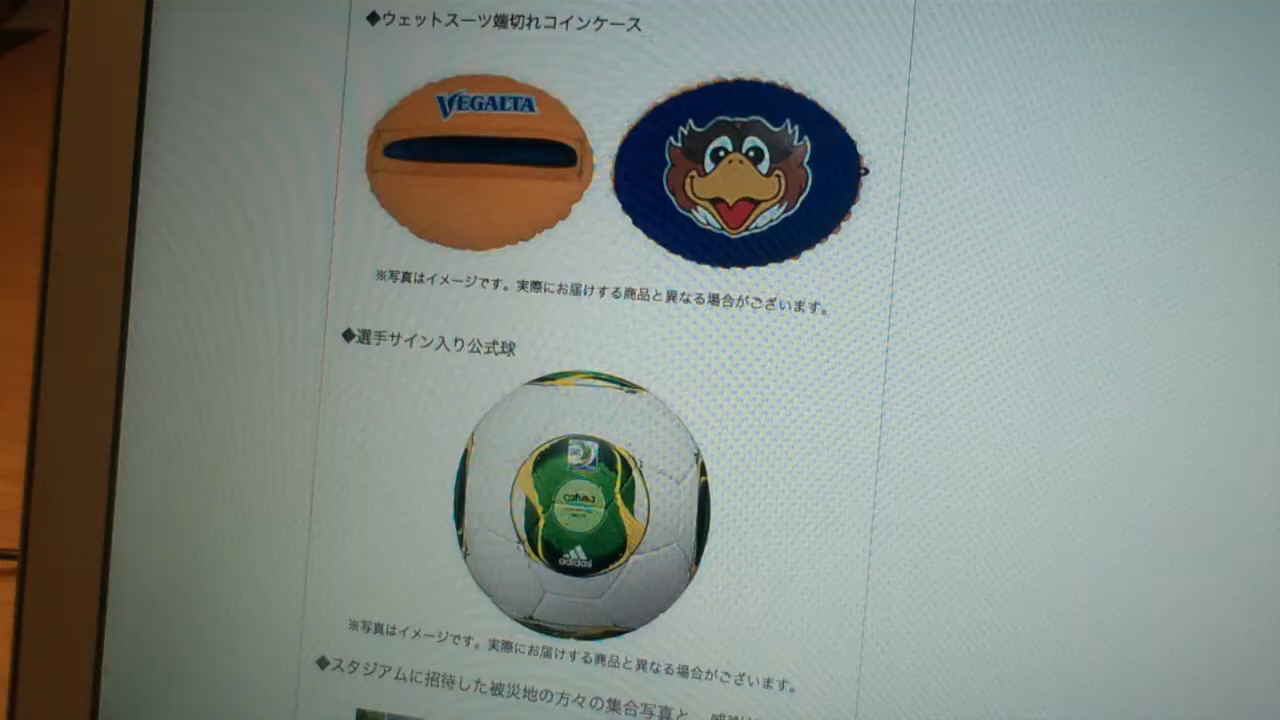 ◆ウェットスーツ端切れコインケース
VEGALTA
※写真はイメージです。実際にお届けする商品と異なる場合がございます。
◆選手サイン入り公式球
cafusa
adidas
※写真はイメージです。実際にお届けする商品と異なる場合がございます。
◆スタジアムに招待した被災地の方々の集合写真と、感謝